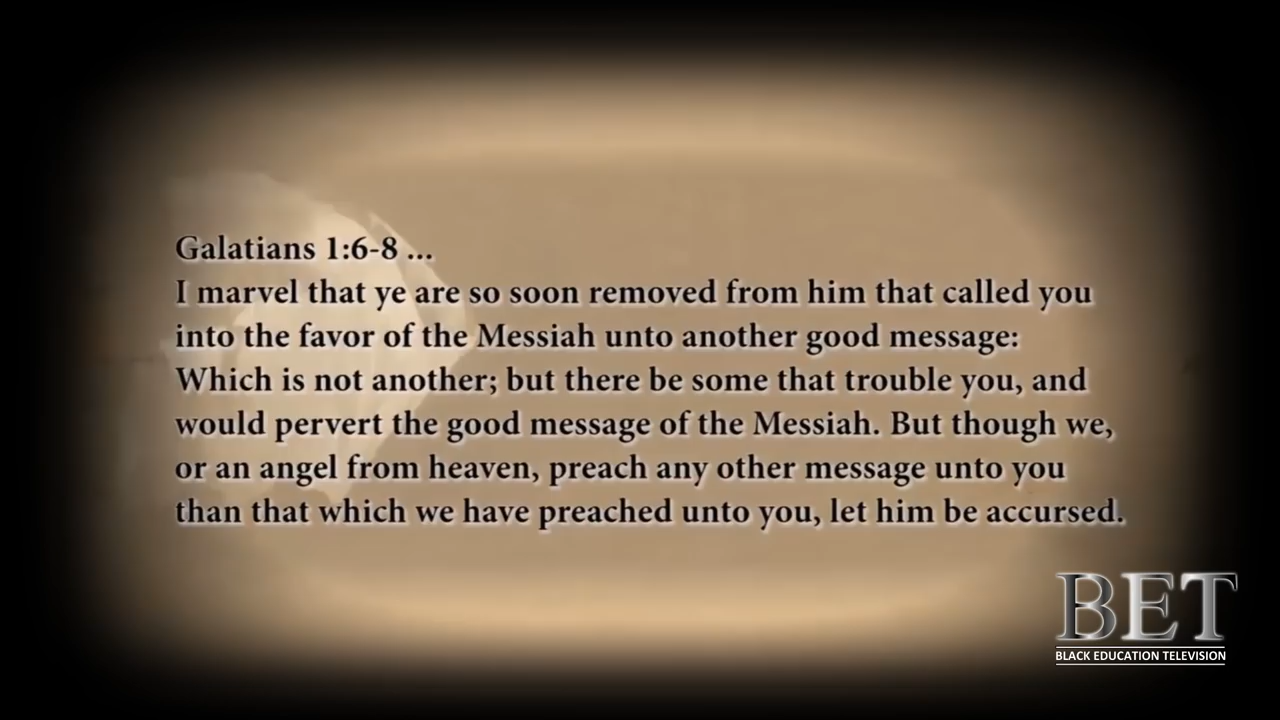 Galatians 1:6-8 ...
I marvel that ye are so soon removed from him that called you
into the favor of the Messiah unto another good message:
Which is not another; but there be some that trouble you, and
would pervert the good message of the Messiah. But though we,
or an angel from heaven, preach any other message unto you
than that which we have preached unto you, let him be accursed.
BET
BLACK EDUCATION TELEVISION